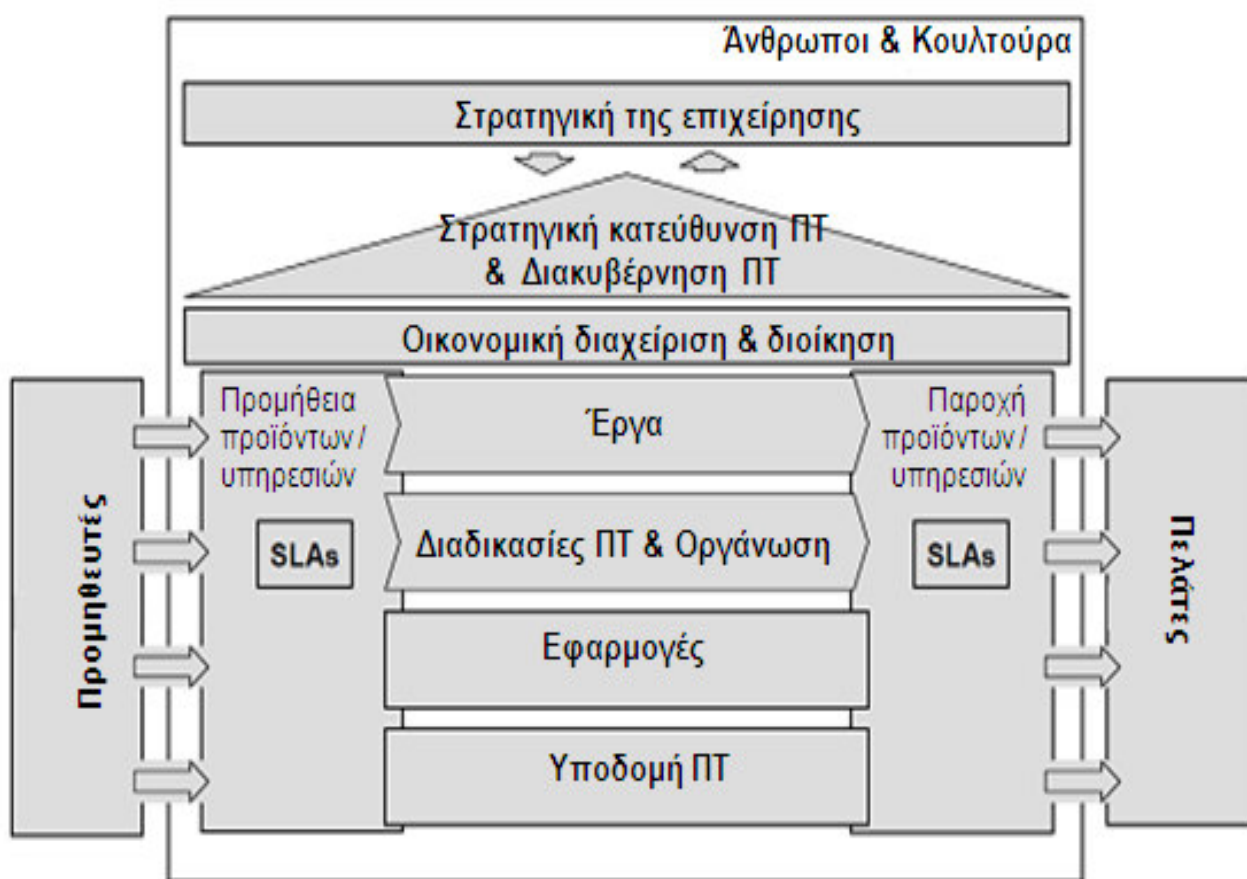 Άνθρωποι & Κουλτούρα
Στρατηγική της επιχείρησης
Στρατηγική κατεύθυνση ΠΤ
& Διακυβέρνηση ΠΤ
Οικονομική διαχείριση & διοίκηση
Προμηθευτές
Προμήθεια
προϊόντων /
υπηρεσιών
SLAs
Έργα
Διαδικασίες ΠΤ & Οργάνωση
Εφαρμογές
Υποδομή ΠΤ
Παροχή
προϊόντων /
υπηρεσιών
SLAs
Πελάτες